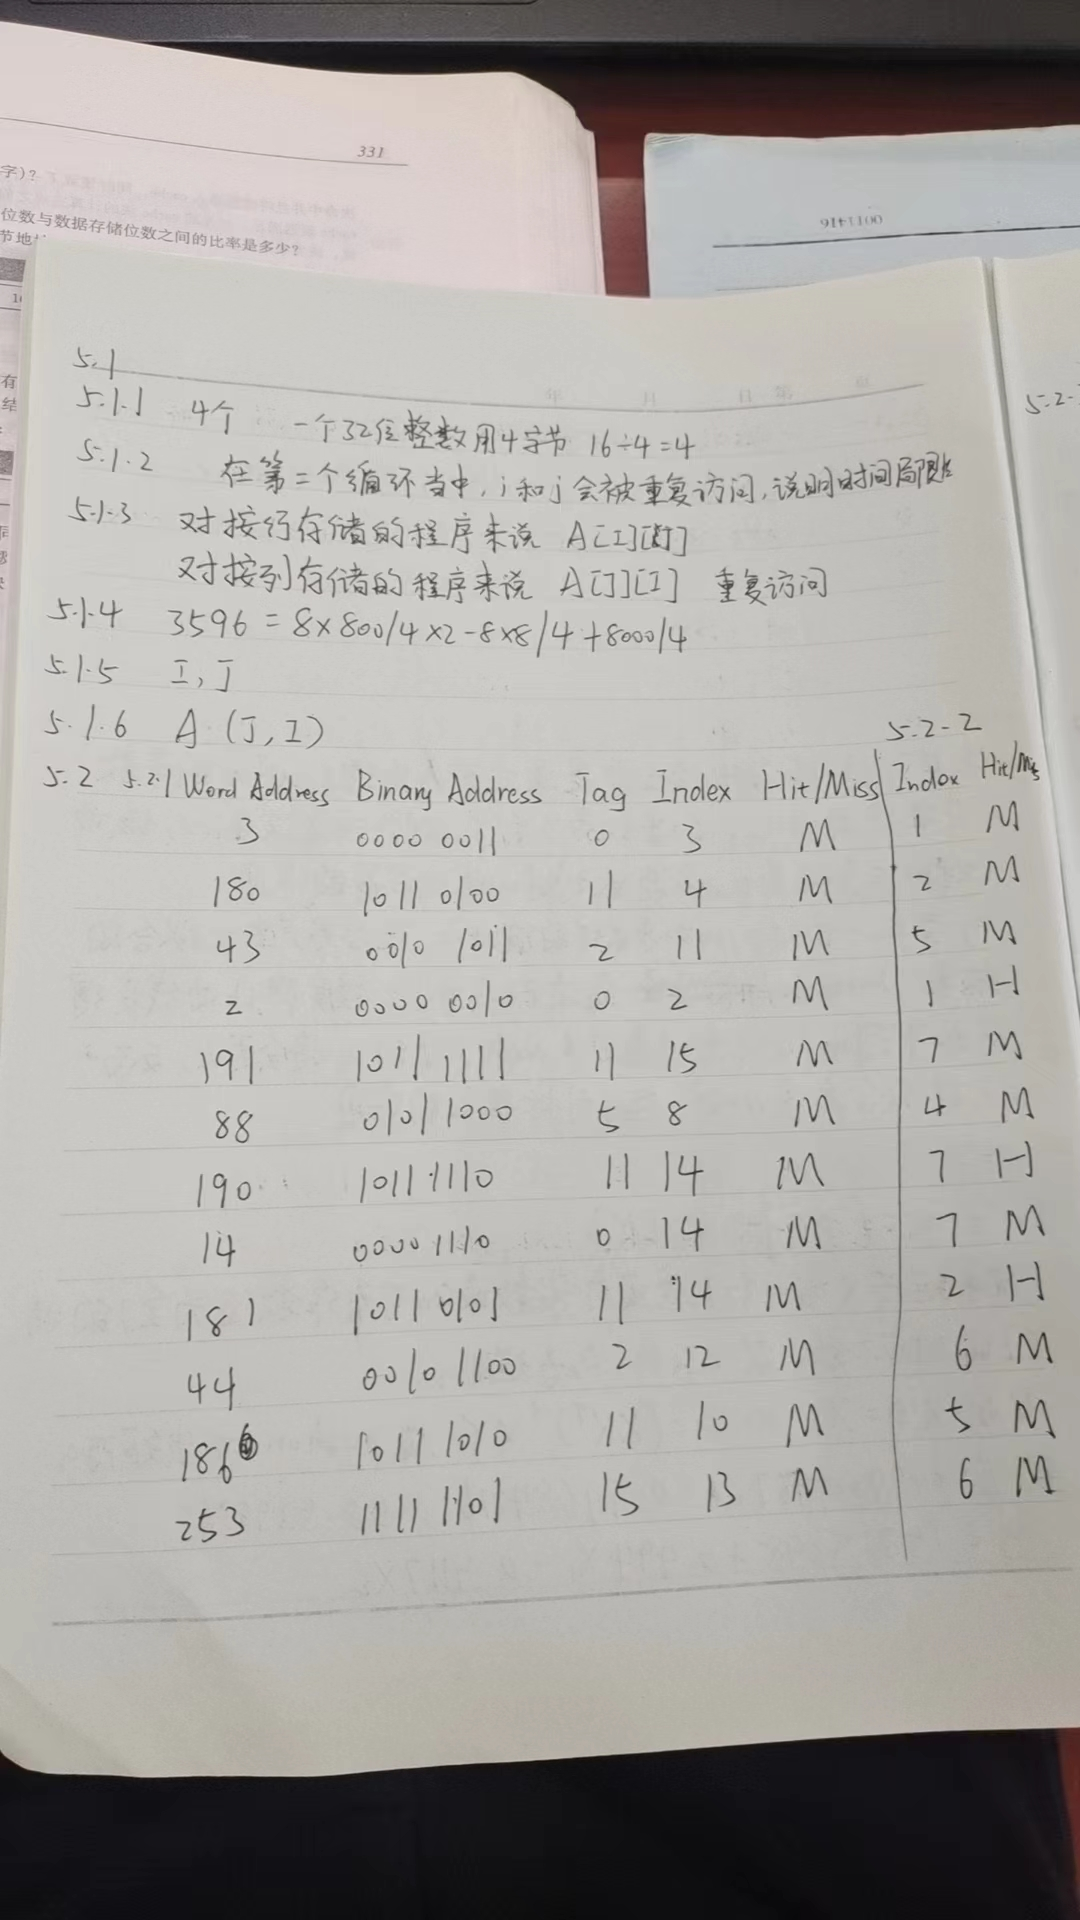 331
字)?
位数与数据存储位数之间的比率是多少?
节地
0011416
有
结
5.1
5.1.1 4个 一个32位整数用4字节 16÷4=4
5.1.2 在第二个循环当中,i和j会被重复访问,说明时间局限性
5.1.3 对按行存储的程序来说 A[I][J]
对按列存储的程序来说 A[J][I] 重复访问
5.1.4 3596 = 8×800/4×2-8×8/4+8000/4
5.1.5 I,J
5.1.6 A(J,I)
5.2-2
5.2 5.2.1 Word Address Binary Address Tag Index Hit/Miss Index Hit/Miss
3 0000 0011 0 3 M 1 M
180 1011 0100 11 4 M 2 M
43 0010 1011 2 11 M 5 M
2 0000 0010 0 2 M 1 H
191 1011 1111 11 15 M 7 M
88 0101 1000 5 8 M 4 M
190 1011 1110 11 14 M 7 H
14 0000 1110 0 14 M 7 M
181 1011 0101 11 14 M 2 H
44 0010 1100 2 12 M 6 M
186 1011 1010 11 10 M 5 M
253 1111 1101 15 13 M 6 M
5.2-